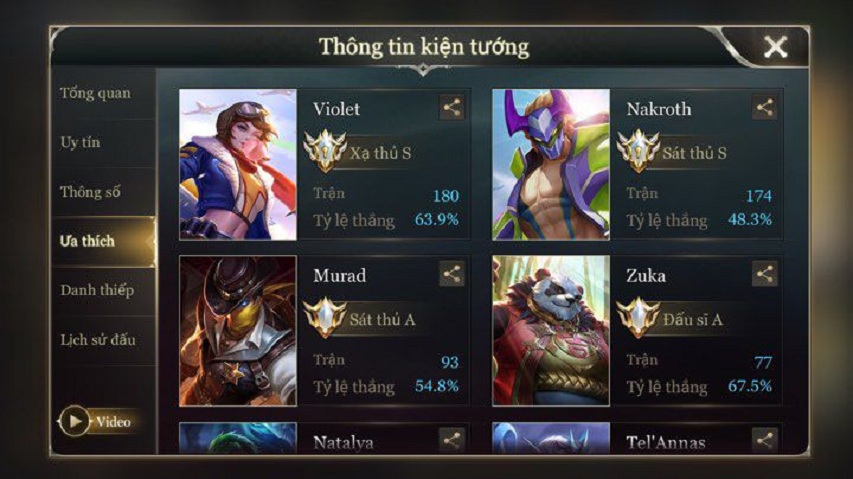 Thông tin kiện tướng
Tổng quan
Uy tín
Thông số
Ưa thích
Danh thiếp
Lịch sử đấu
Video
Violet
Xạ thủ S
Trận 180
Tỷ lệ thắng 63.9%
Nakroth
Sát thủ S
Trận 174
Tỷ lệ thắng 48.3%
Murad
Sát thủ A
Trận 93
Tỷ lệ thắng 54.8%
Zuka
Đấu sĩ A
Trận 77
Tỷ lệ thắng 67.5%
Natalya
Tel'Annas